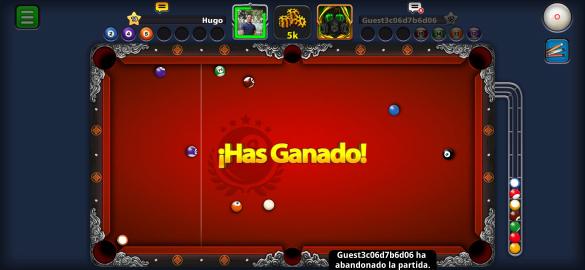 Hugo
5k
Guest3c06d7b6d06
¡Has Ganado!
Guest3c06d7b6d06 ha
abandonado la partida.